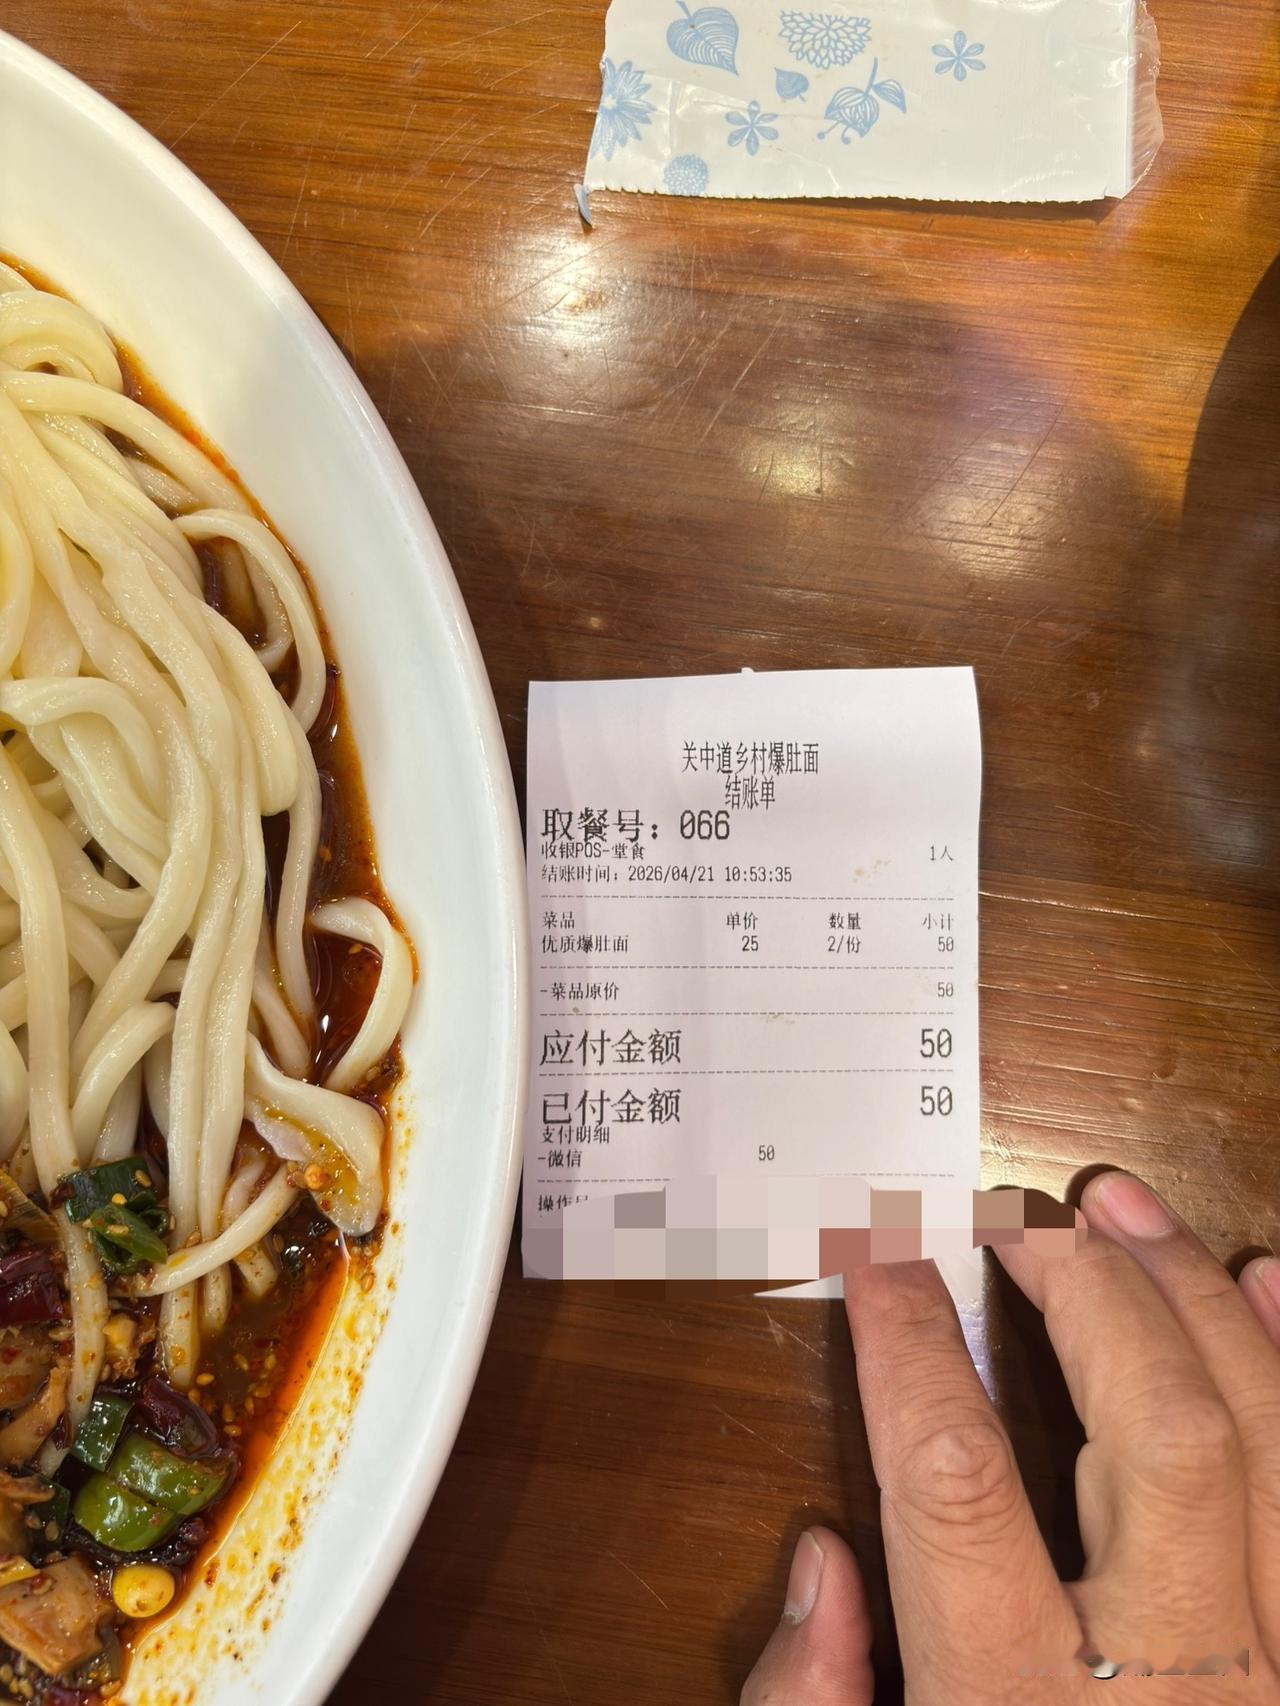 关中道乡村爆肚面
结账单
取餐号：066
收银POS-堂食 1人
结账时间：2026/04/21 10:53:35
菜品 单价 数量 小计
优质爆肚面 25 2/份 50
-菜品原价 50
应付金额 50
已付金额 50
支付明细
-微信 50
操作员